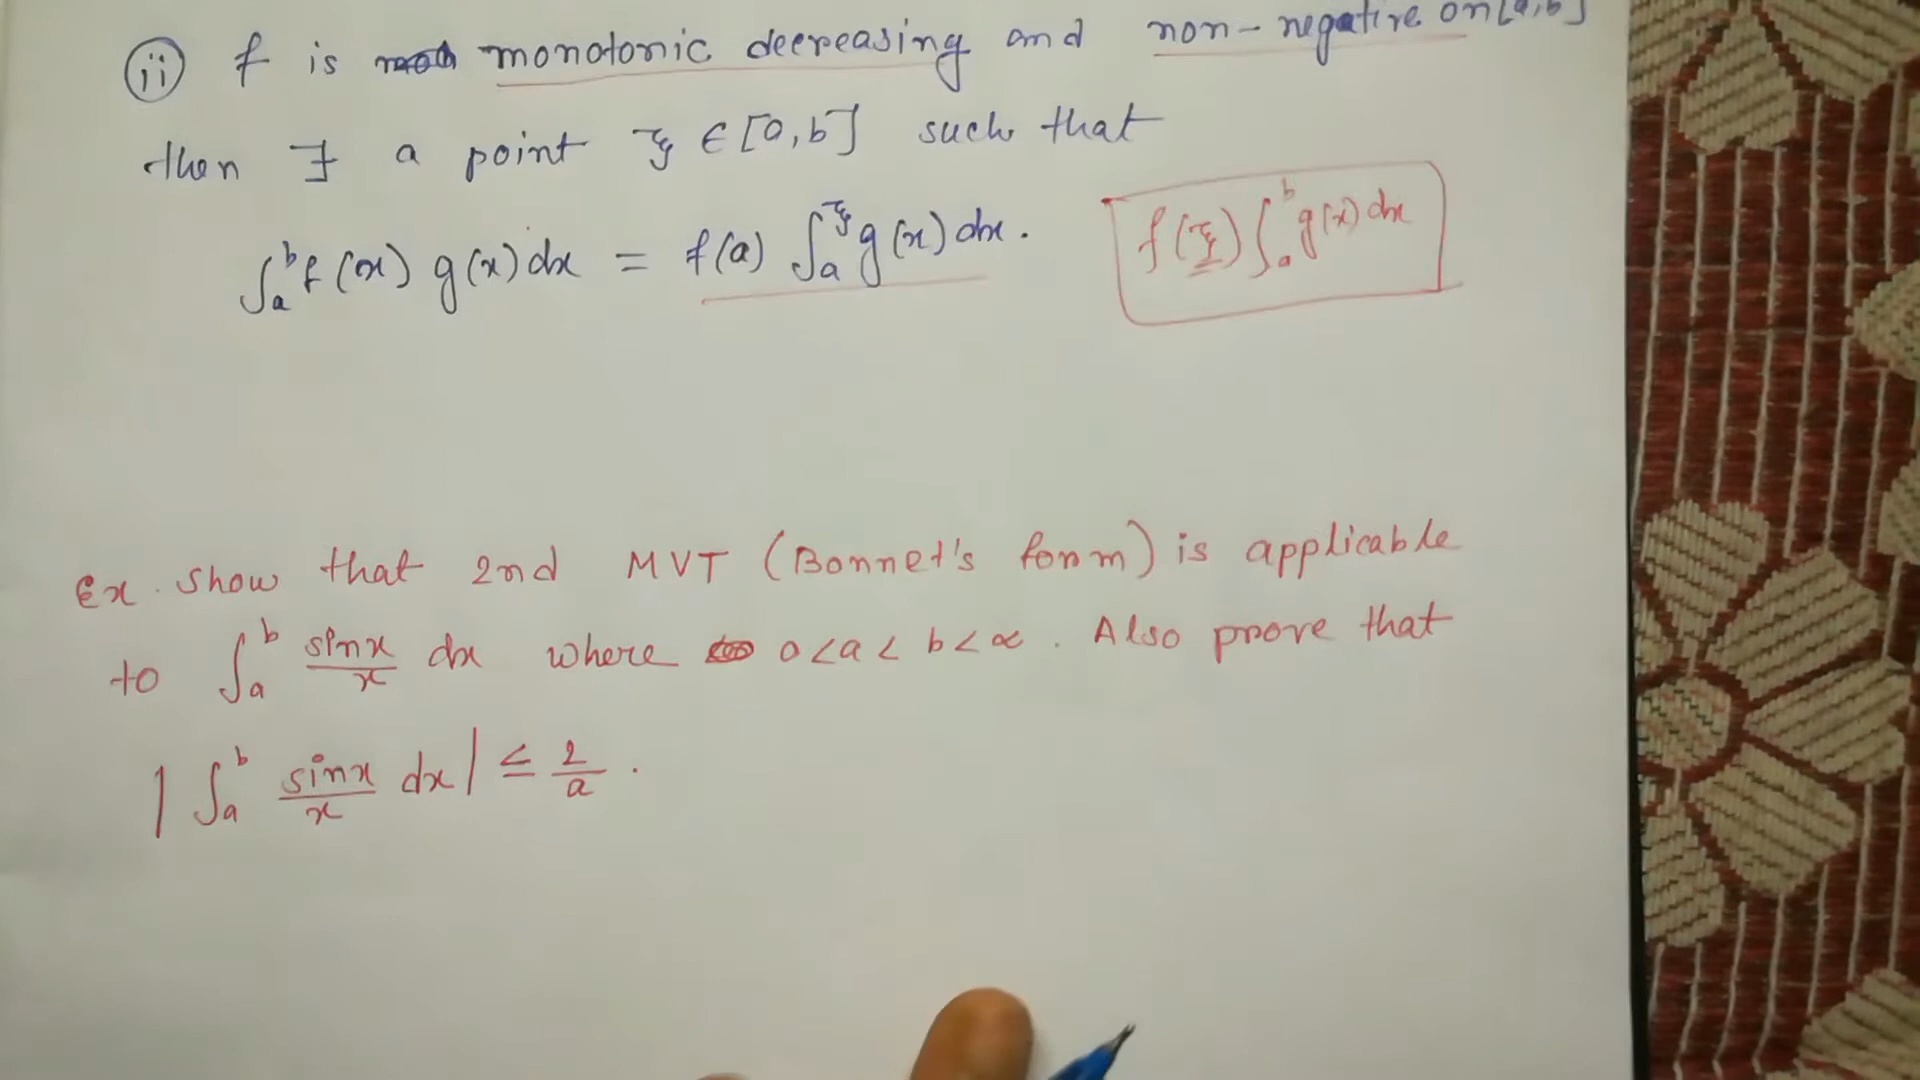 (ii) f is monotonic decreasing and non-negative on [a,b]
then ∃ a point ξ ∈ [a,b] such that
∫ₐᵇ f(x) g(x) dx = f(a) ∫ₐ^ξ g(x) dx.
f(ξ) ∫ₐᵇ g(x) dx
Ex. Show that 2nd MVT (Bonnet's form) is applicable
to ∫ₐᵇ sinx/x dx where 0<a<b<∞. Also prove that
|∫ₐᵇ sinx/x dx| ≤ 2/a.